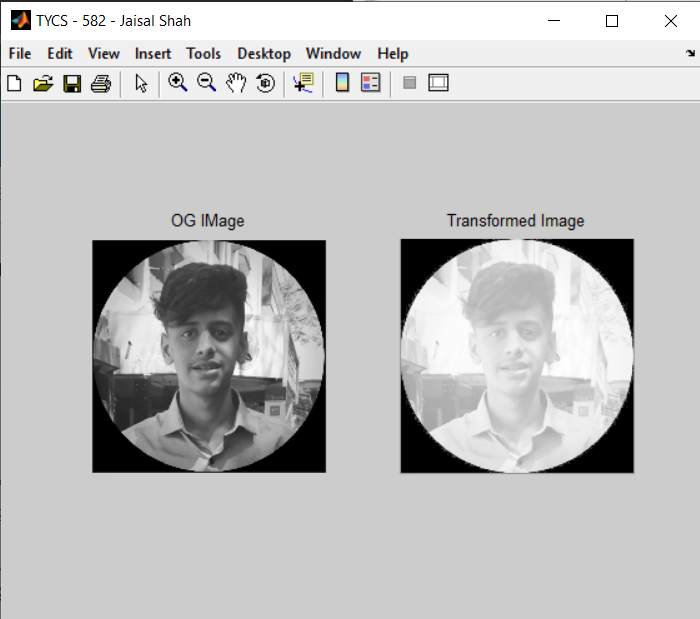 TYCS - 582 - Jaisal Shah
File Edit View Insert Tools Desktop Window Help
OG IMage
Transformed Image